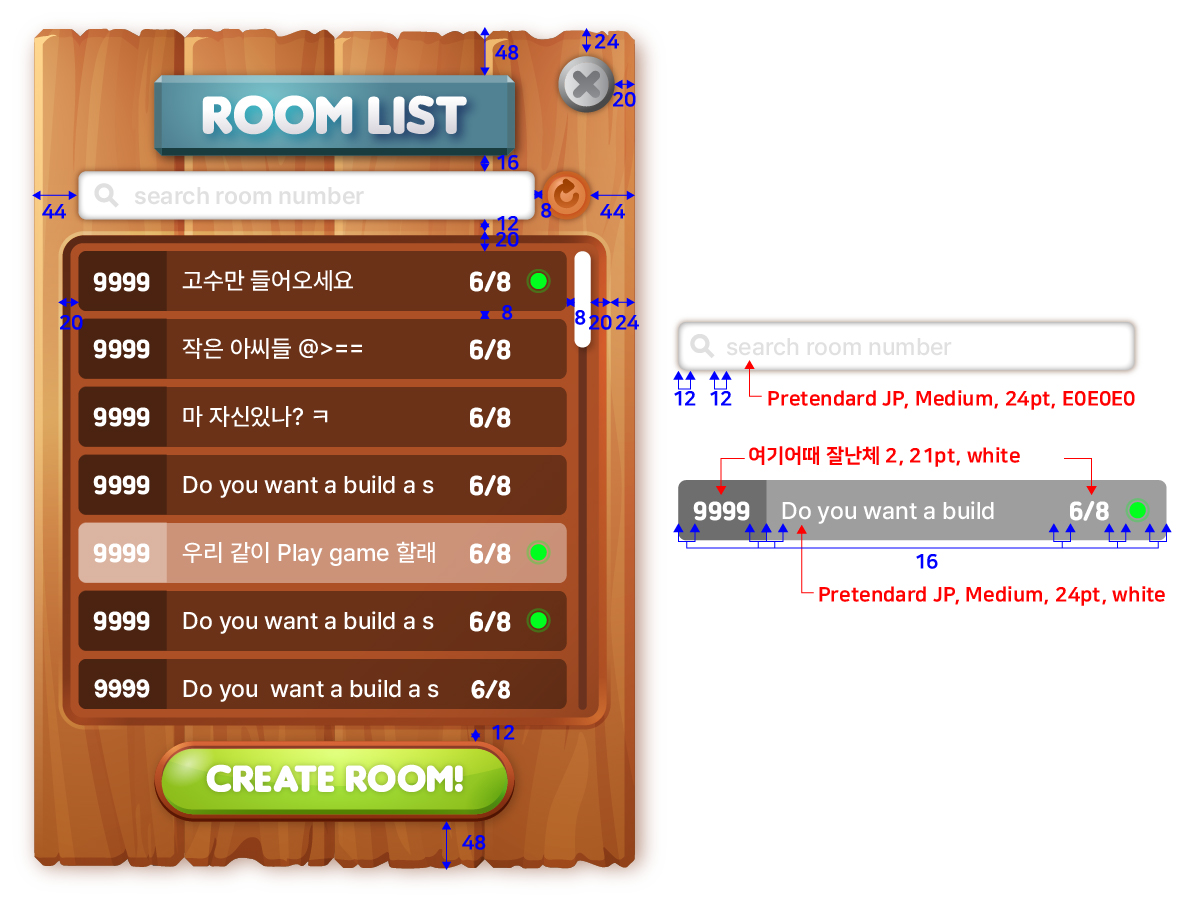 48
24
20
ROOM LIST
16
search room number
44
8
44
12
20
9999 고수만 들어오세요 6/8
20
8
8
20
24
9999 작은 아씨들 @>== 6/8
9999 마 자신있나? ㅋ 6/8
9999 Do you want a build a s 6/8
9999 우리 같이 Play game 할래 6/8
9999 Do you want a build a s 6/8
9999 Do you want a build a s 6/8
12
CREATE ROOM!
48
search room number
12
12
Pretendard JP, Medium, 24pt, E0E0E0
여기어때 잘난체 2, 21pt, white
9999 Do you want a build 6/8
16
Pretendard JP, Medium, 24pt, white